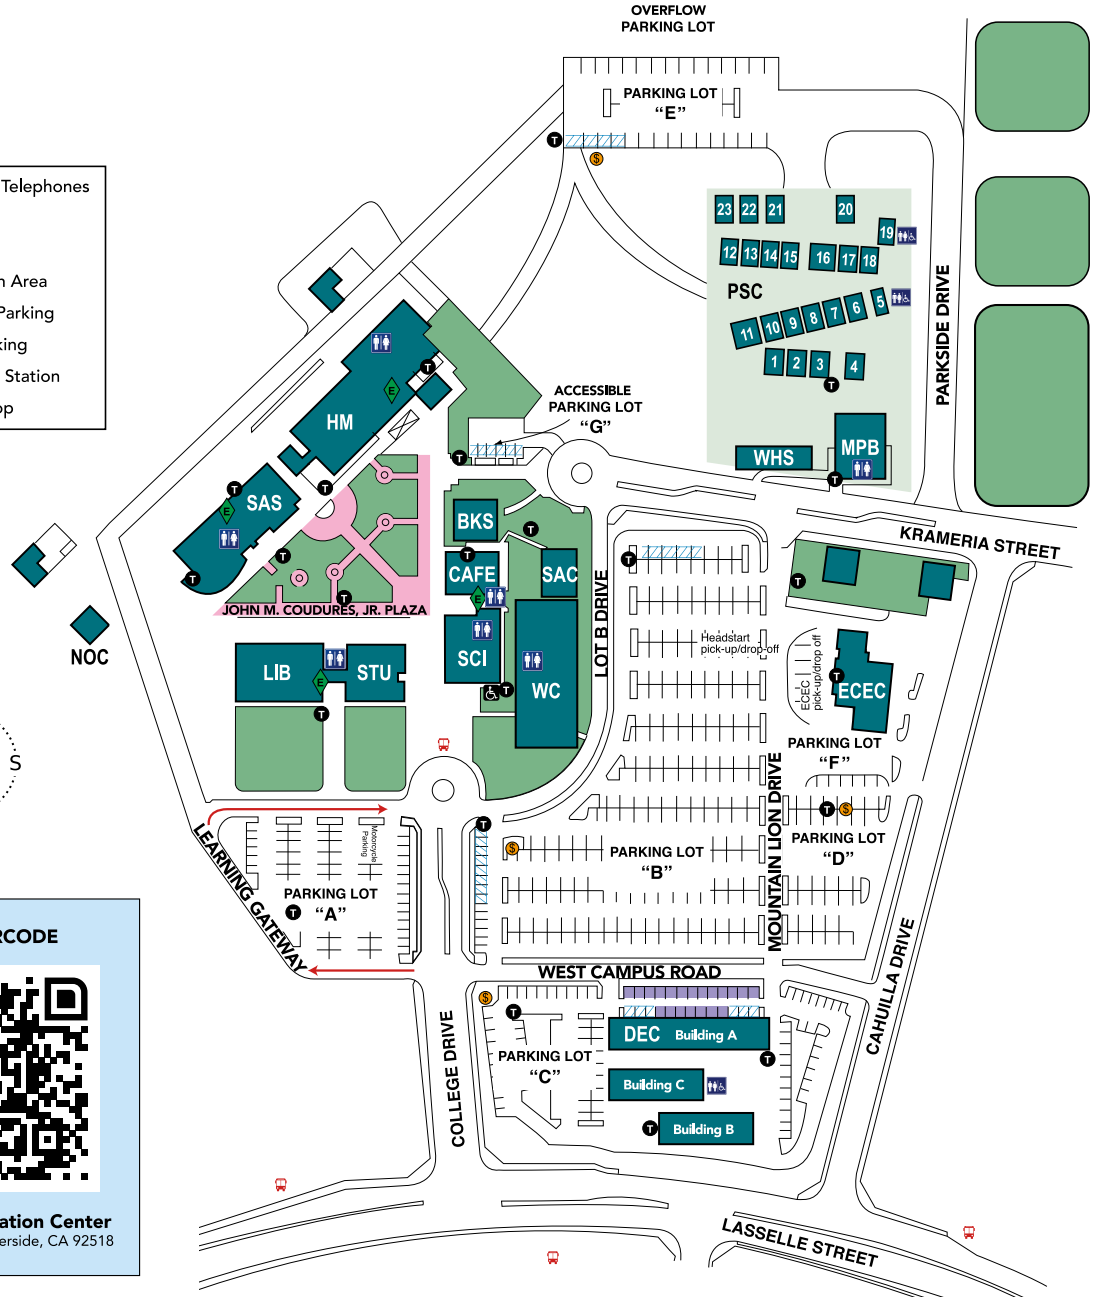 OVERFLOW
PARKING LOT
PARKING LOT
“E”
T
$
Telephones
Area
Parking
Station
23
22
21
20
19
12
13
14
15
16
17
18
PSC
5
11
10
9
8
7
6
1
2
3
4
T
PARKSIDE DRIVE
HM
E
T
ACCESSIBLE
PARKING LOT
“G”
T
WHS
MPB
T
SAS
E
T
T
T
T
T
JOHN M. COUDURES, JR. PLAZA
BKS
T
T
CAFE
SAC
E
SCI
WC
T
LOT B DRIVE
T
KRAMERIA STREET
T
Headstart
pick-up/drop-off
ECEC
pick-up/drop off
T
ECEC
NOC
LIB
E
STU
T
S
PARKING LOT
“F”
T
$
PARKING LOT
“D”
MOUNTAIN LION DRIVE
LEARNING GATEWAY
Motorcycle
Parking
PARKING LOT
“A”
T
T
$
PARKING LOT
“B”
WEST CAMPUS ROAD
CAHUILLA DRIVE
RCODE
$
T
DEC Building A
T
PARKING LOT
“C”
Building C
T
Building B
COLLEGE DRIVE
ation Center
erside, CA 92518
LASSELLE STREET